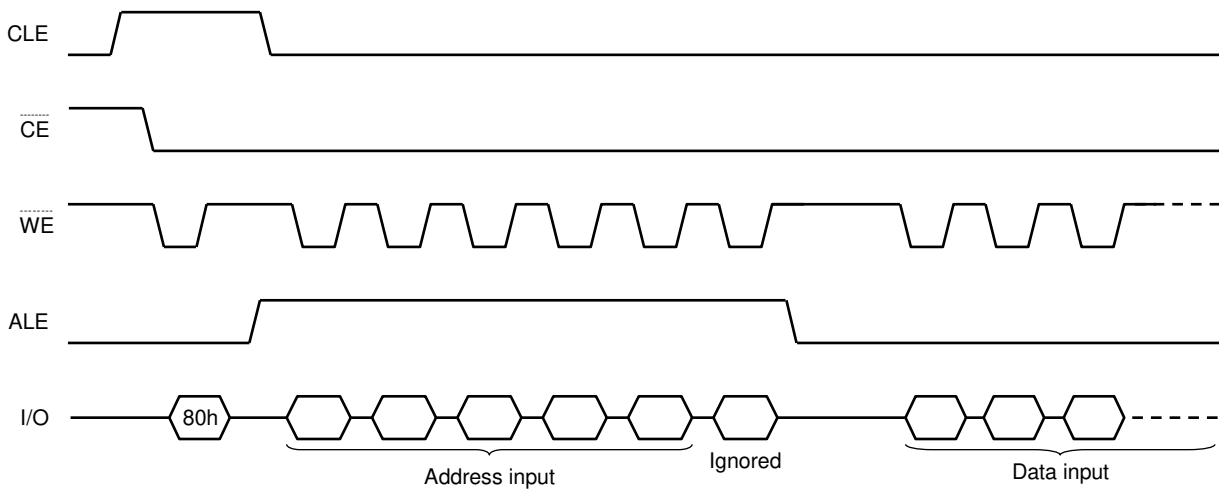 CLE
CE
WE
ALE
I/O
80h
Address input
Ignored
Data input